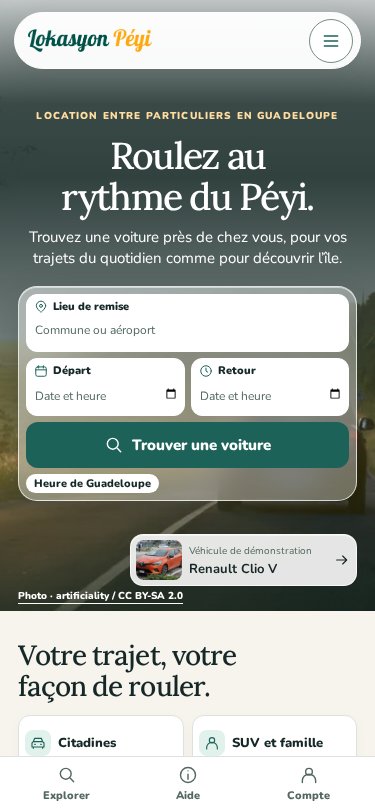 Lokasyon Péyi
LOCATION ENTRE PARTICULIERS EN GUADELOUPE
Roulez au
rythme du Péyi.
Trouvez une voiture près de chez vous, pour vos
trajets du quotidien comme pour découvrir l'île.
Lieu de remise
Commune ou aéroport
Départ
Date et heure
Retour
Date et heure
Trouver une voiture
Heure de Guadeloupe
Véhicule de démonstration
Renault Clio V
Photo · artificiality / CC BY-SA 2.0
Votre trajet, votre
façon de rouler.
Citadines
SUV et famille
Explorer
Aide
Compte